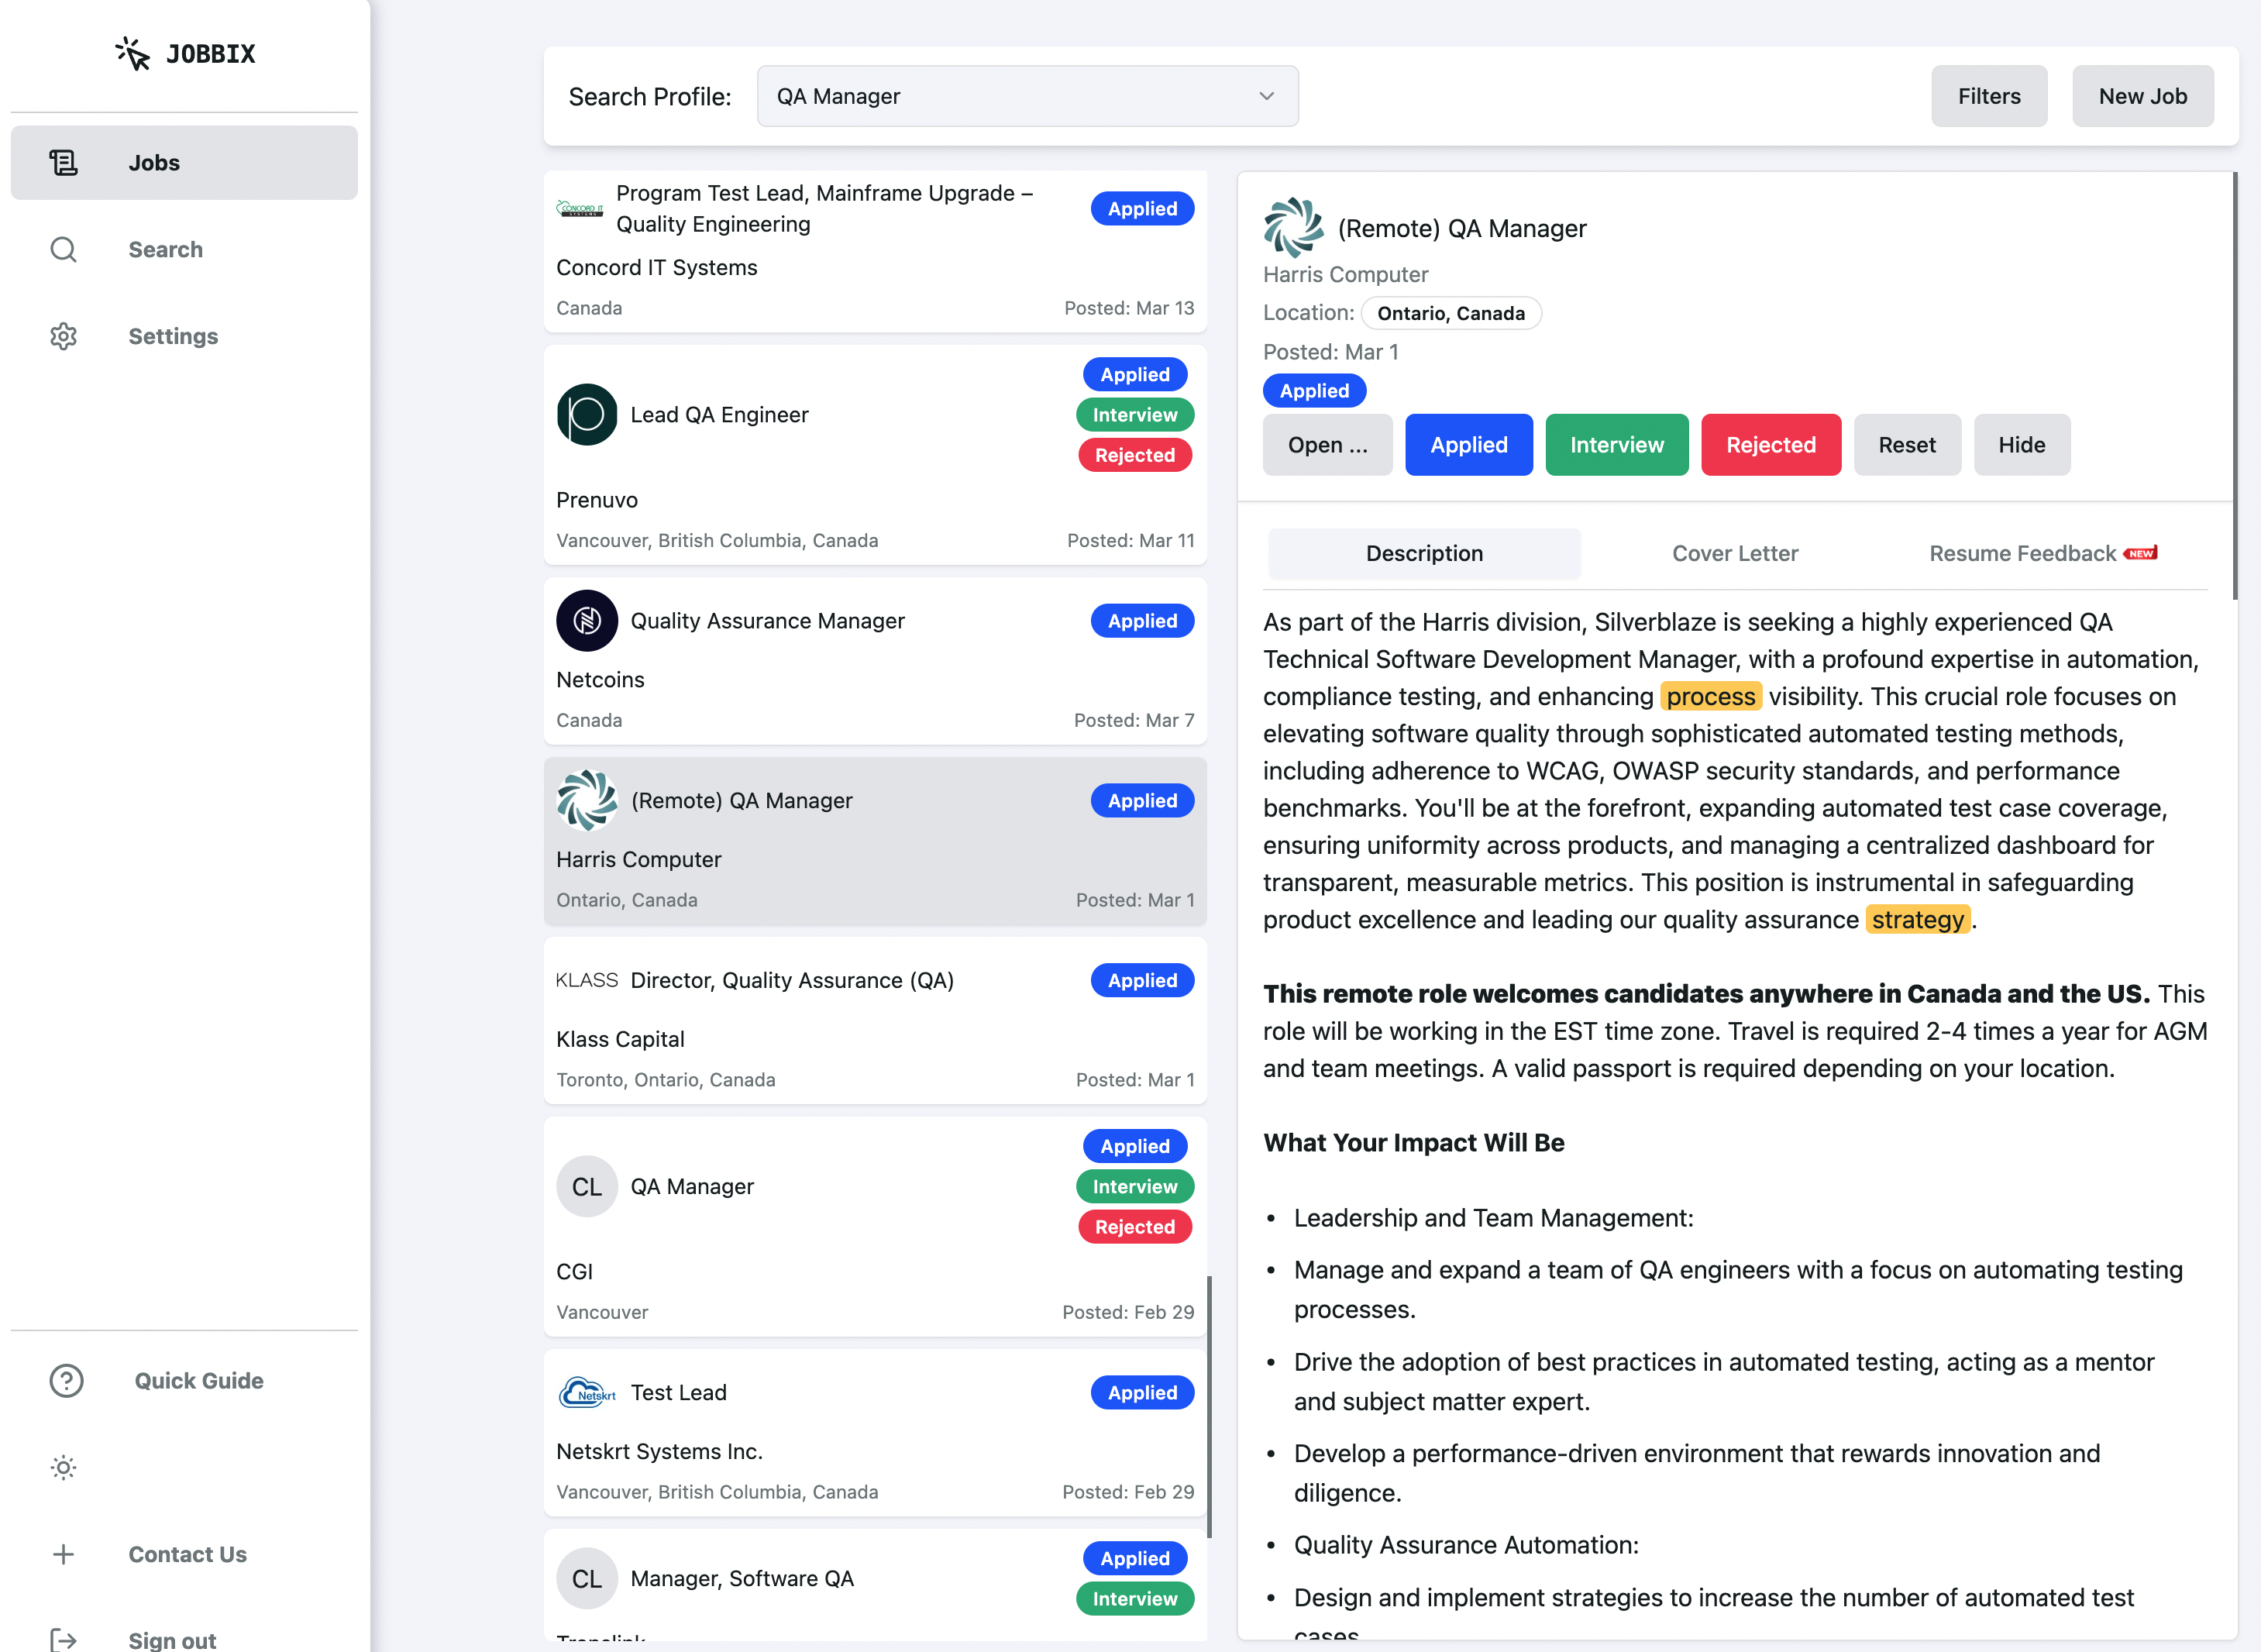 JOBBIX
Jobs
Search
Settings
Quick Guide
Contact Us
Sign out
Search Profile:
QA Manager
Filters
New Job
CONCORD IT
SYSTEMS
Program Test Lead, Mainframe Upgrade –
Quality Engineering
Applied
Concord IT Systems
Canada
Posted: Mar 13
Lead QA Engineer
Applied
Interview
Rejected
Prenuvo
Vancouver, British Columbia, Canada
Posted: Mar 11
Quality Assurance Manager
Applied
Netcoins
Canada
Posted: Mar 7
(Remote) QA Manager
Applied
Harris Computer
Ontario, Canada
Posted: Mar 1
KLASS
Director, Quality Assurance (QA)
Applied
Klass Capital
Toronto, Ontario, Canada
Posted: Mar 1
CL
QA Manager
Applied
Interview
Rejected
CGI
Vancouver
Posted: Feb 29
Netskrt
Test Lead
Applied
Netskrt Systems Inc.
Vancouver, British Columbia, Canada
Posted: Feb 29
CL
Manager, Software QA
Applied
Interview
Translink
(Remote) QA Manager
Harris Computer
Location: Ontario, Canada
Posted: Mar 1
Applied
Open ...
Applied
Interview
Rejected
Reset
Hide
Description
Cover Letter
Resume Feedback NEW
As part of the Harris division, Silverblaze is seeking a highly experienced QA
Technical Software Development Manager, with a profound expertise in automation,
compliance testing, and enhancing process visibility. This crucial role focuses on
elevating software quality through sophisticated automated testing methods,
including adherence to WCAG, OWASP security standards, and performance
benchmarks. You'll be at the forefront, expanding automated test case coverage,
ensuring uniformity across products, and managing a centralized dashboard for
transparent, measurable metrics. This position is instrumental in safeguarding
product excellence and leading our quality assurance strategy.
This remote role welcomes candidates anywhere in Canada and the US. This
role will be working in the EST time zone. Travel is required 2-4 times a year for AGM
and team meetings. A valid passport is required depending on your location.
What Your Impact Will Be
• Leadership and Team Management:
• Manage and expand a team of QA engineers with a focus on automating testing
processes.
• Drive the adoption of best practices in automated testing, acting as a mentor
and subject matter expert.
• Develop a performance-driven environment that rewards innovation and
diligence.
• Quality Assurance Automation:
• Design and implement strategies to increase the number of automated test
cases.